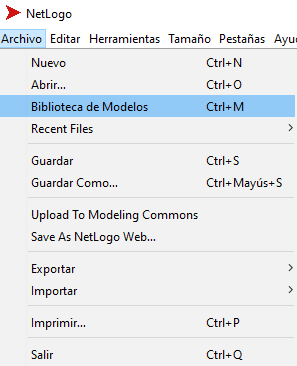 NetLogo
Archivo Editar Herramientas Tamaño Pestañas Ayu
Nuevo Ctrl+N
Abrir... Ctrl+O
Biblioteca de Modelos Ctrl+M
Recent Files
Guardar Ctrl+S
Guardar Como... Ctrl+Mayús+S
Upload To Modeling Commons
Save As NetLogo Web...
Exportar
Importar
Imprimir... Ctrl+P
Salir Ctrl+Q